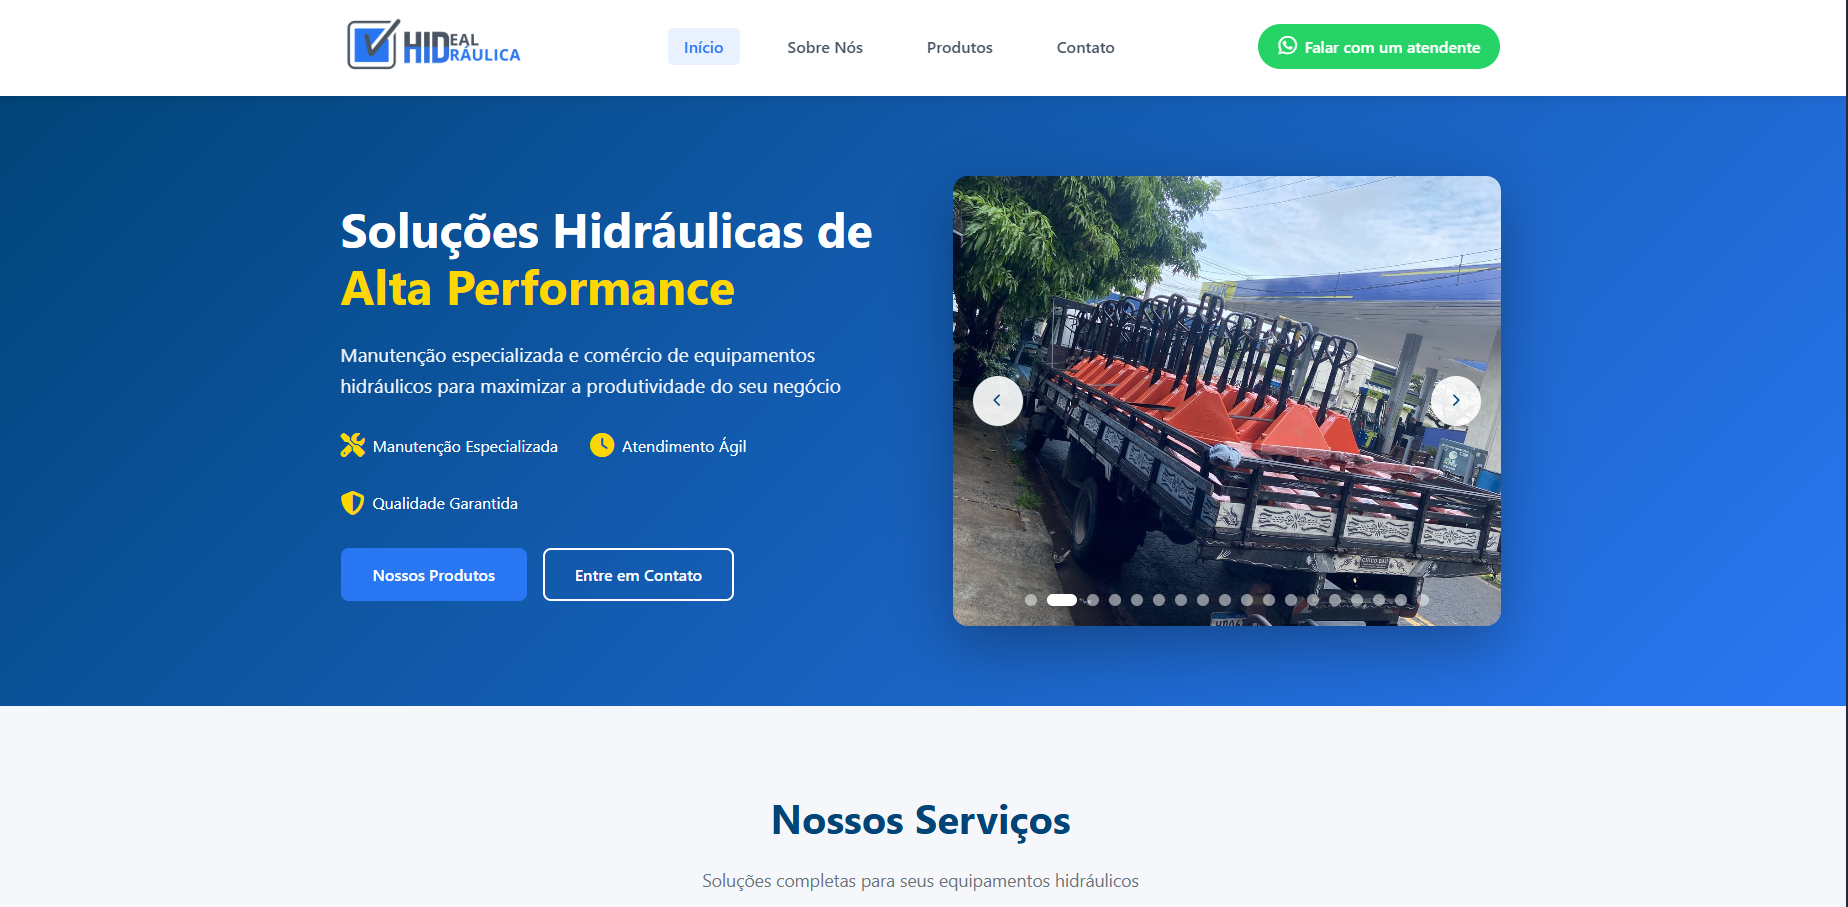 HIDEAL
HIDRÁULICA
Início
Sobre Nós
Produtos
Contato
Falar com um atendente
Soluções Hidráulicas de
Alta Performance
Manutenção especializada e comércio de equipamentos
hidráulicos para maximizar a produtividade do seu negócio
Manutenção Especializada
Atendimento Ágil
Qualidade Garantida
Nossos Produtos
Entre em Contato
Nossos Serviços
Soluções completas para seus equipamentos hidráulicos